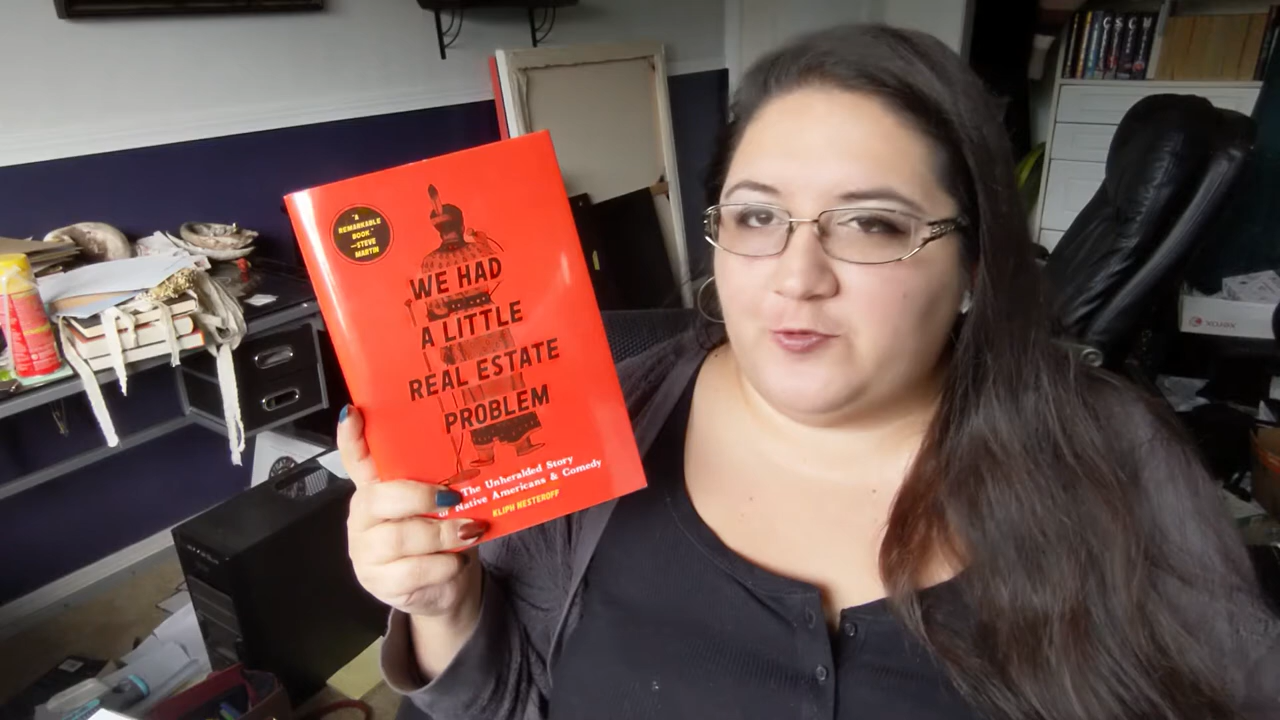 "A
REMARKABLE
BOOK"
—STEVE
MARTIN
WE HAD
A LITTLE
REAL ESTATE
PROBLEM
The Unheralded Story
of Native Americans & Comedy
KLIPH NESTEROFF